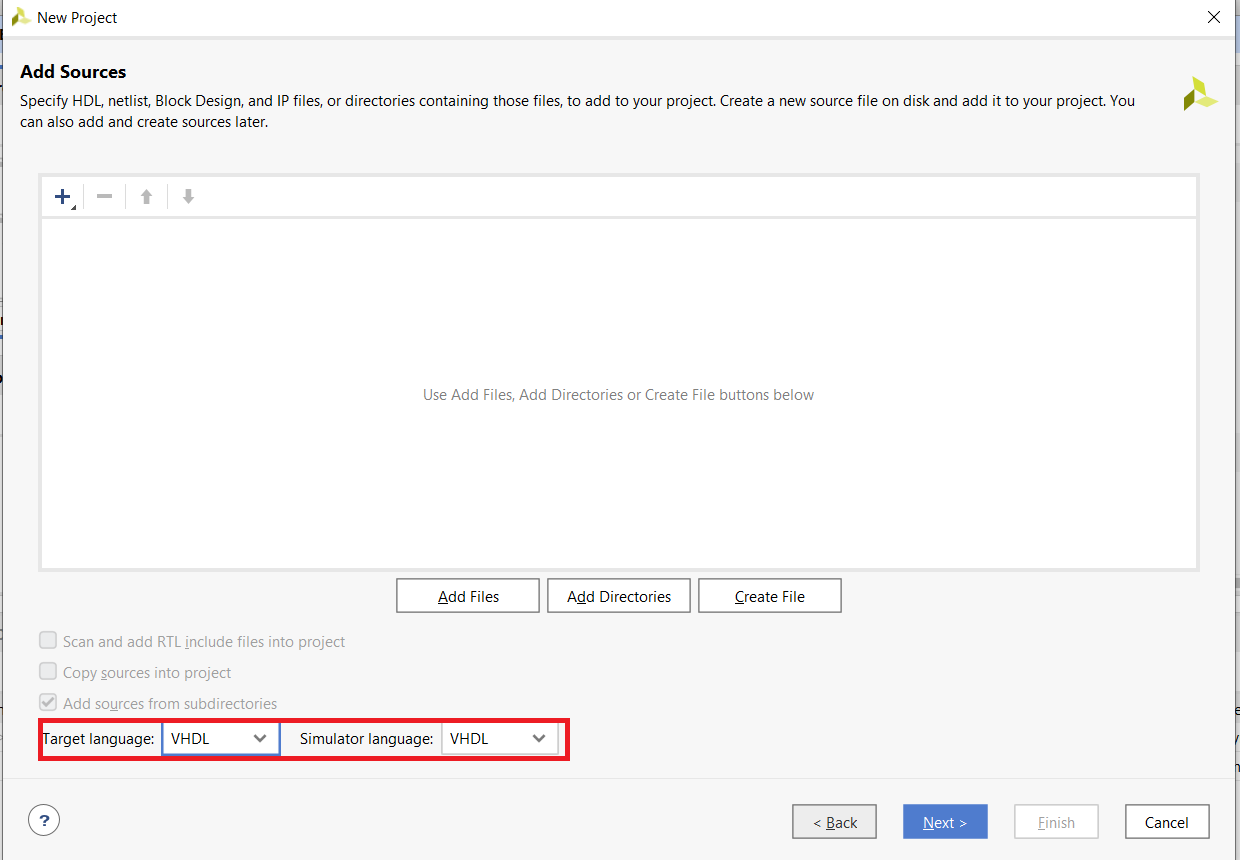 New Project
Add Sources
Specify HDL, netlist, Block Design, and IP files, or directories containing those files, to add to your project. Create a new source file on disk and add it to your project. You
can also add and create sources later.
Use Add Files, Add Directories or Create File buttons below
Add Files Add Directories Create File
Scan and add RTL include files into project
Copy sources into project
Add sources from subdirectories
Target language: VHDL Simulator language: VHDL
? < Back Next > Finish Cancel